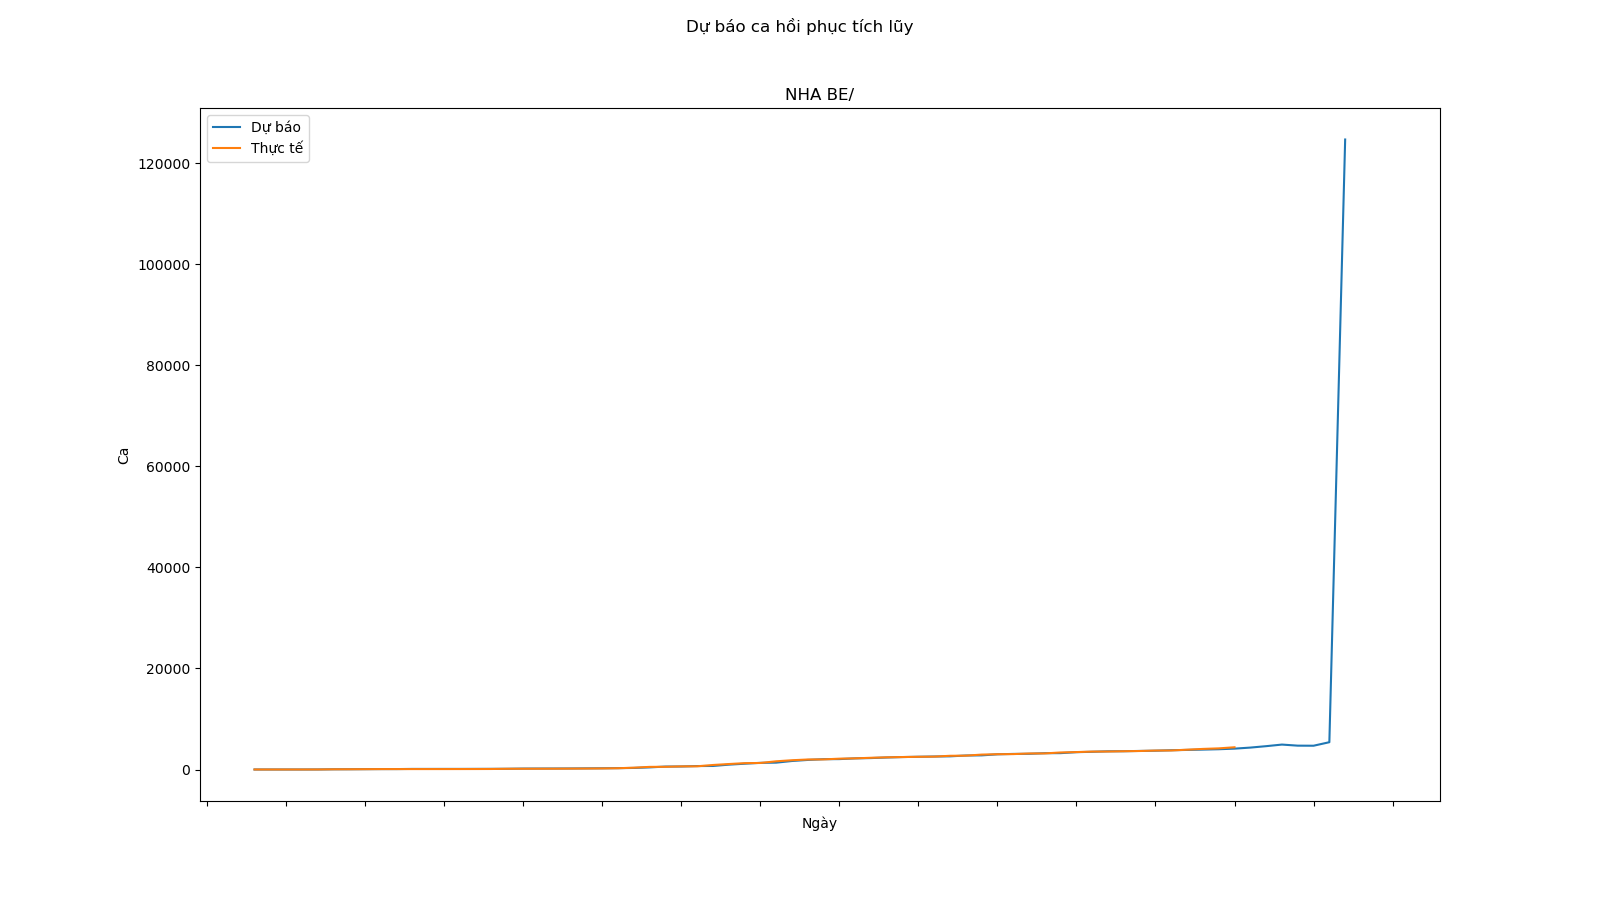 Dự báo ca hồi phục tích lũy
NHA BE/
Dự báo
Thực tế
120000
100000
80000
60000
40000
20000
0
Ca
Ngày